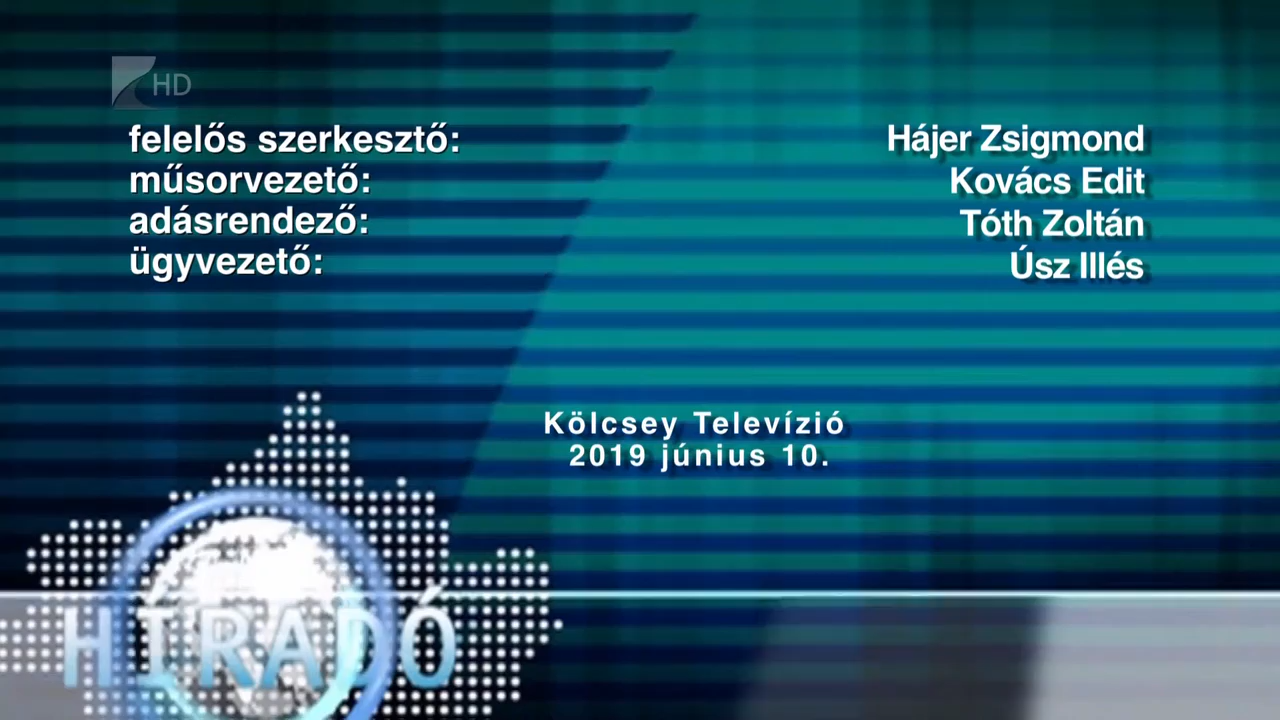 HD
felelős szerkesztő: Hájer Zsigmond
műsorvezető: Kovács Edit
adásrendező: Tóth Zoltán
ügyvezető: Úsz Illés
Kölcsey Televízió
2019 június 10.
HÍRADÓ